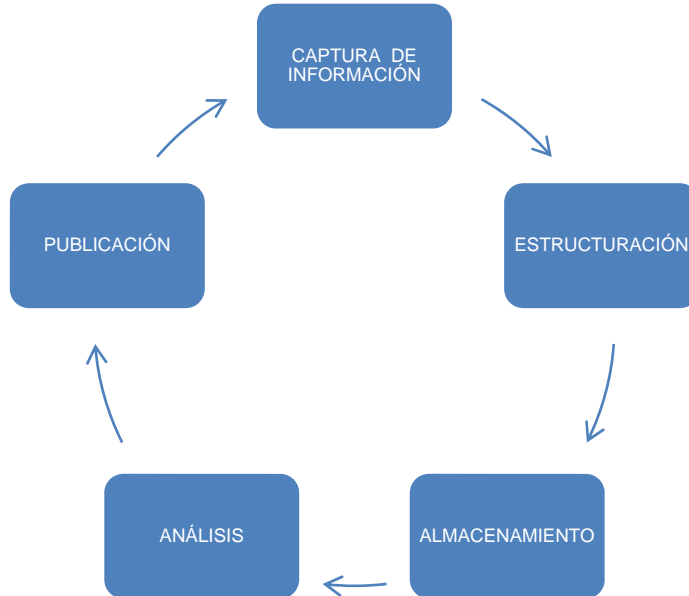 CAPTURA DE
INFORMACIÓN
ESTRUCTURACIÓN
ALMACENAMIENTO
ANÁLISIS
PUBLICACIÓN